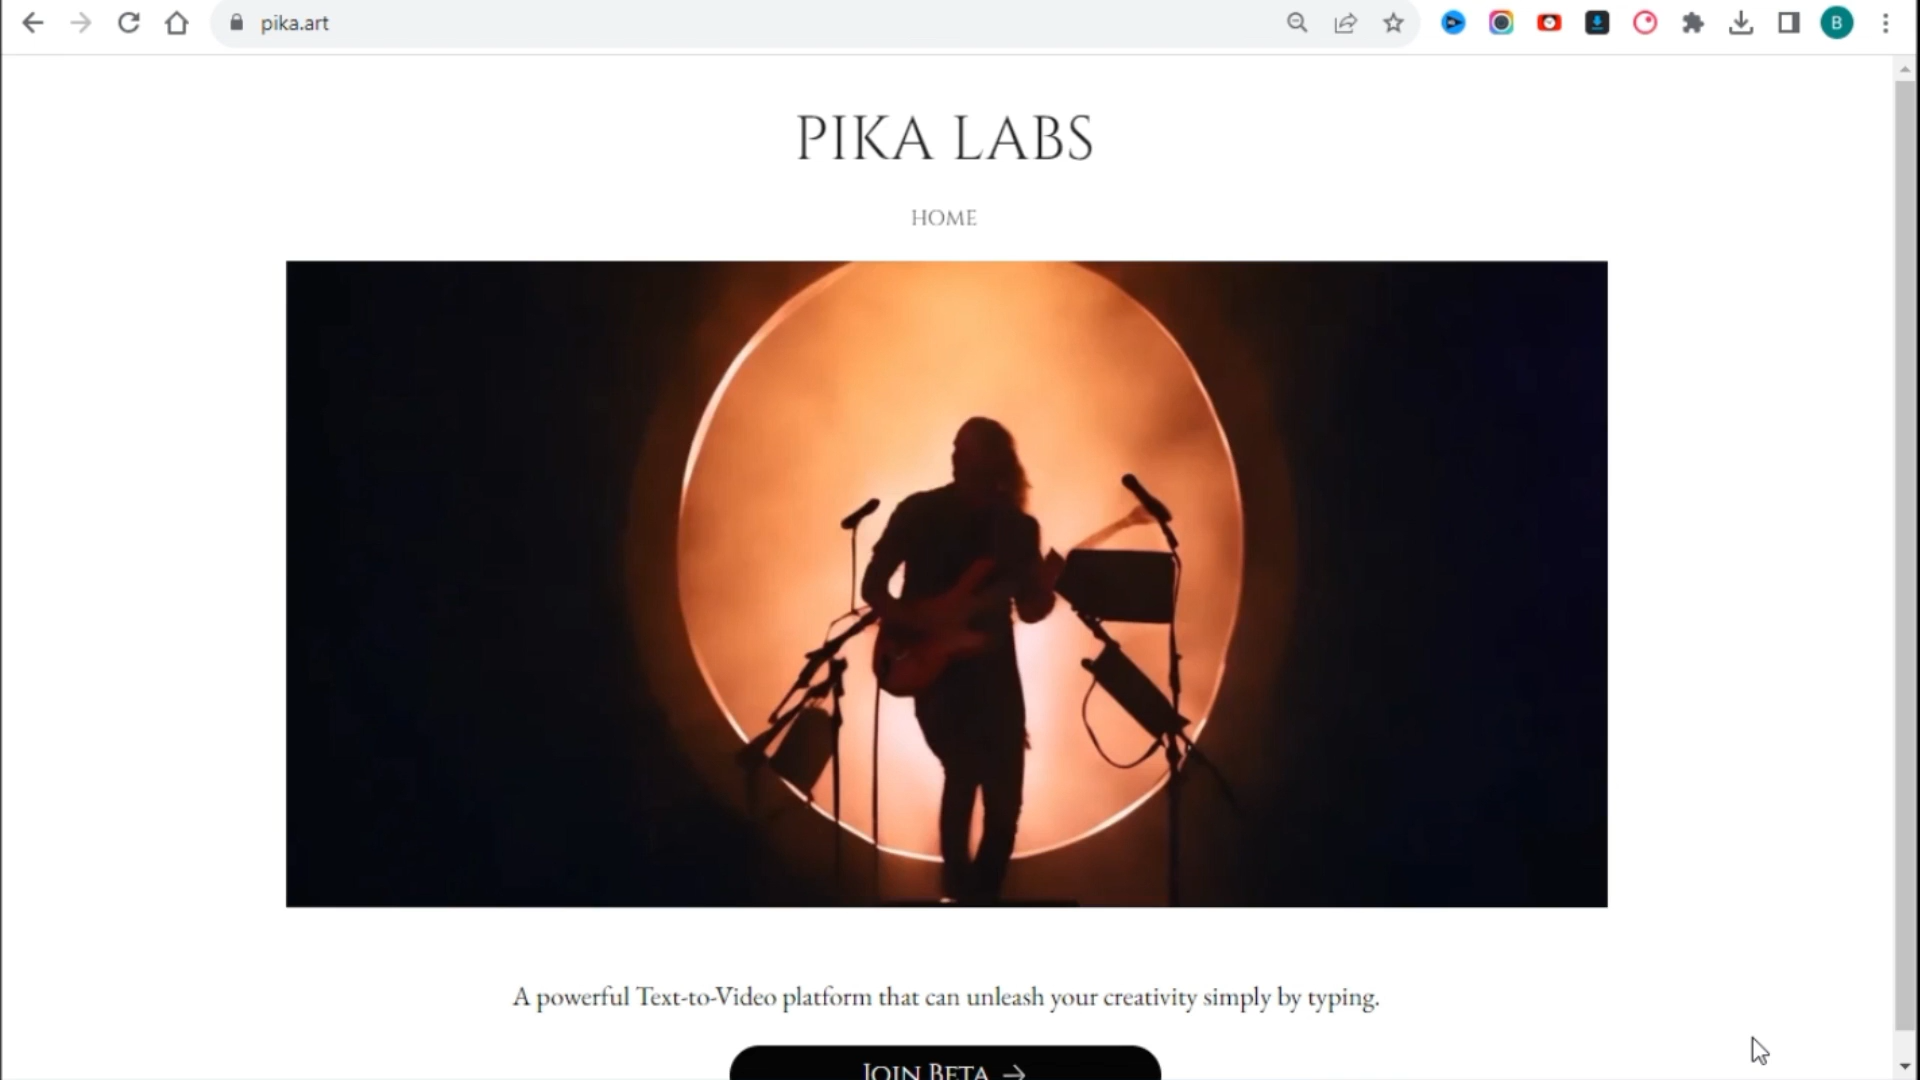 pika.art
B
PIKA LABS
HOME
A powerful Text-to-Video platform that can unleash your creativity simply by typing.
JOIN BETA →